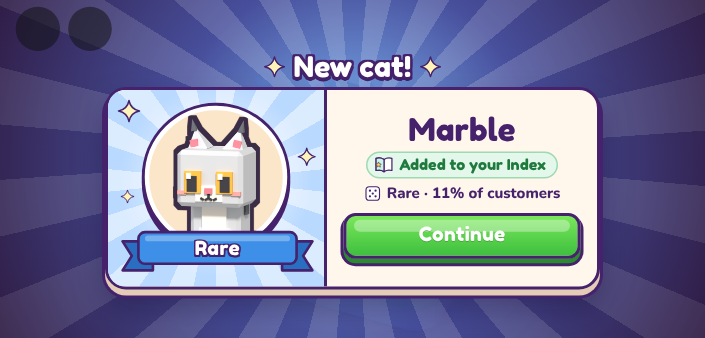 New cat!
Marble
Added to your Index
Rare · 11% of customers
Continue
Rare